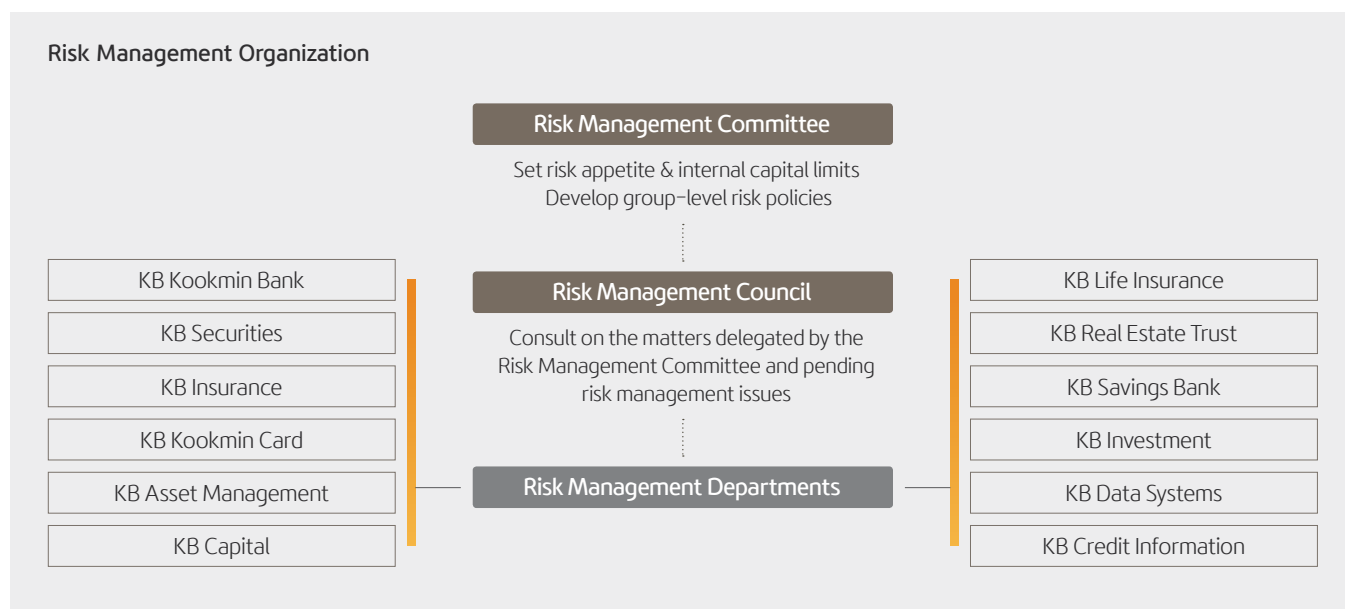 Risk Management Organization
Risk Management Committee
Set risk appetite & internal capital limits
Develop group-level risk policies
KB Kookmin Bank
KB Securities
KB Insurance
KB Kookmin Card
KB Asset Management
KB Capital
Risk Management Council
Consult on the matters delegated by the
Risk Management Committee and pending
risk management issues
Risk Management Departments
KB Life Insurance
KB Real Estate Trust
KB Savings Bank
KB Investment
KB Data Systems
KB Credit Information